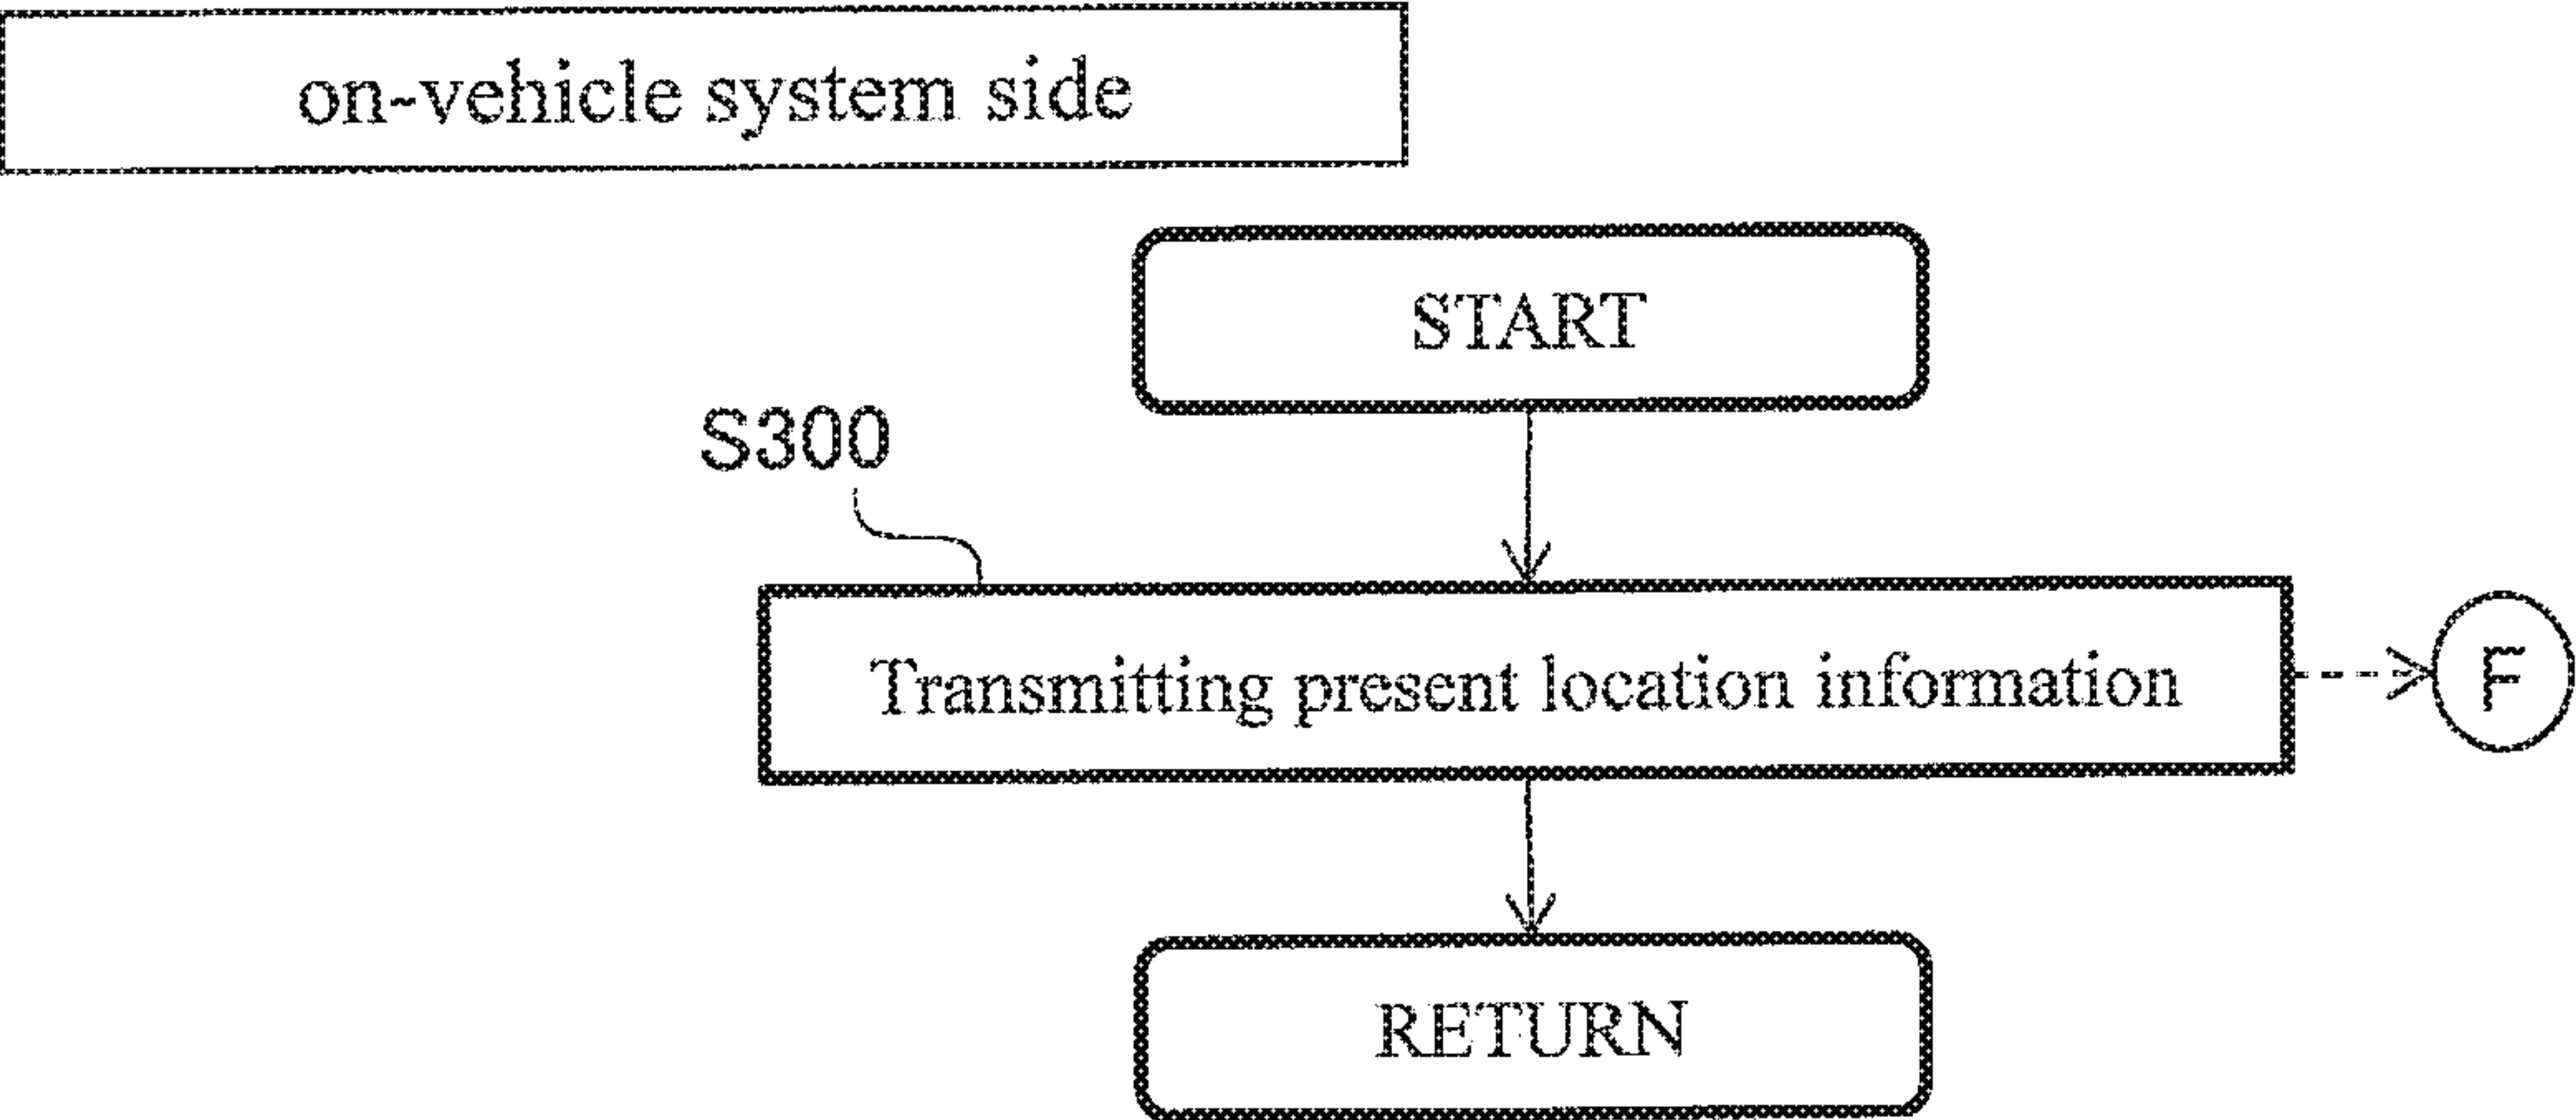 on-vehicle system side
START
S300
Transmitting present location information
F
RETURN